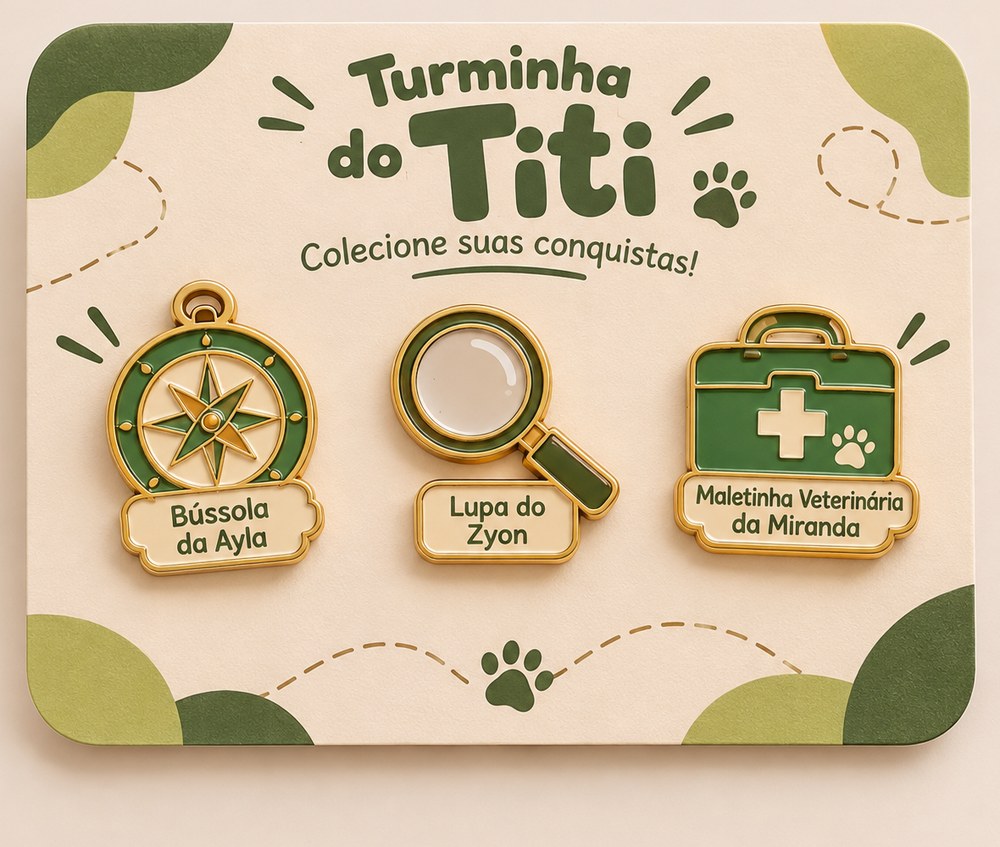 Turminha
do Titi
Colecione suas conquistas!
Bússola
da Ayla
Lupa do
Zyon
Maletinha Veterinária
da Miranda